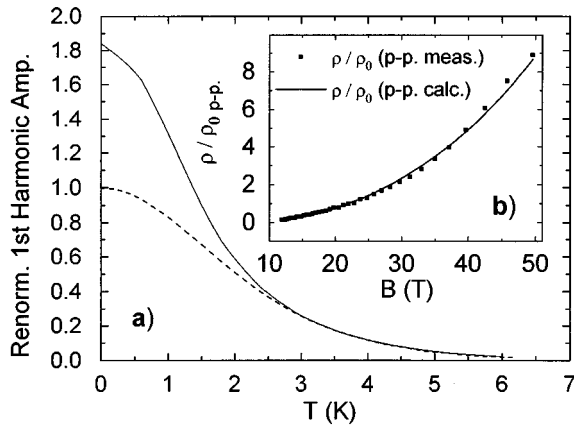 Renorm. 1st Harmonic Amp.
2.0
1.8
1.6
1.4
1.2
1.0
0.8
0.6
0.4
0.2
0.0
0 1 2 3 4 5 6 7
T (K)
a)
ρ / ρ0 p-p.
8
6
4
2
0
10 20 30 40 50
B (T)
ρ / ρ0 (p-p. meas.)
ρ / ρ0 (p-p. calc.)
b)